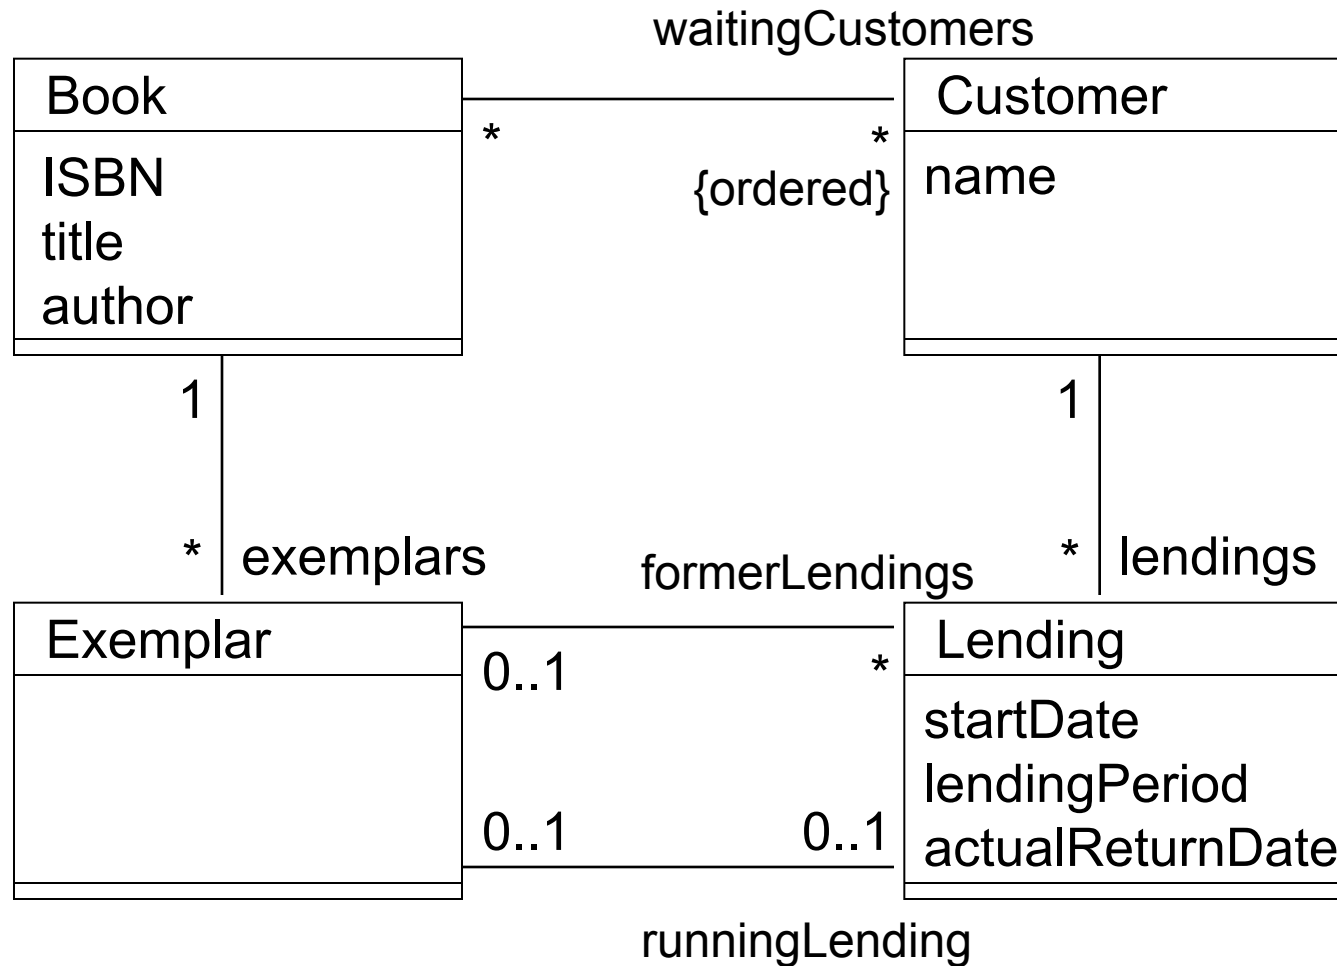 waitingCustomers
Book
Customer
*
*
ISBN
{ordered}
name
title
author
1
1
*
exemplars
formerLendings
*
lendings
Exemplar
Lending
0..1
*
startDate
lendingPeriod
0..1
0..1
actualReturnDate
runningLending